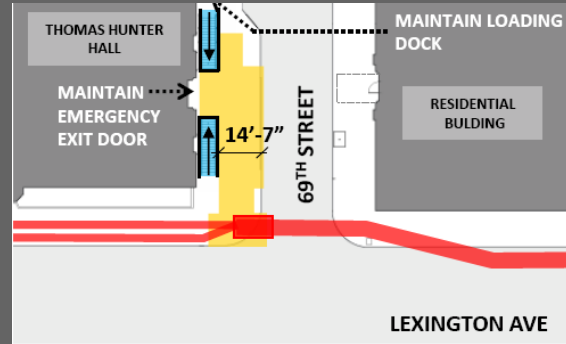 THOMAS HUNTER
HALL
MAINTAIN LOADING
DOCK
MAINTAIN
EMERGENCY
EXIT DOOR
RESIDENTIAL
BULDING
14'-7"
69TH STREET
LEXINGTON AVE